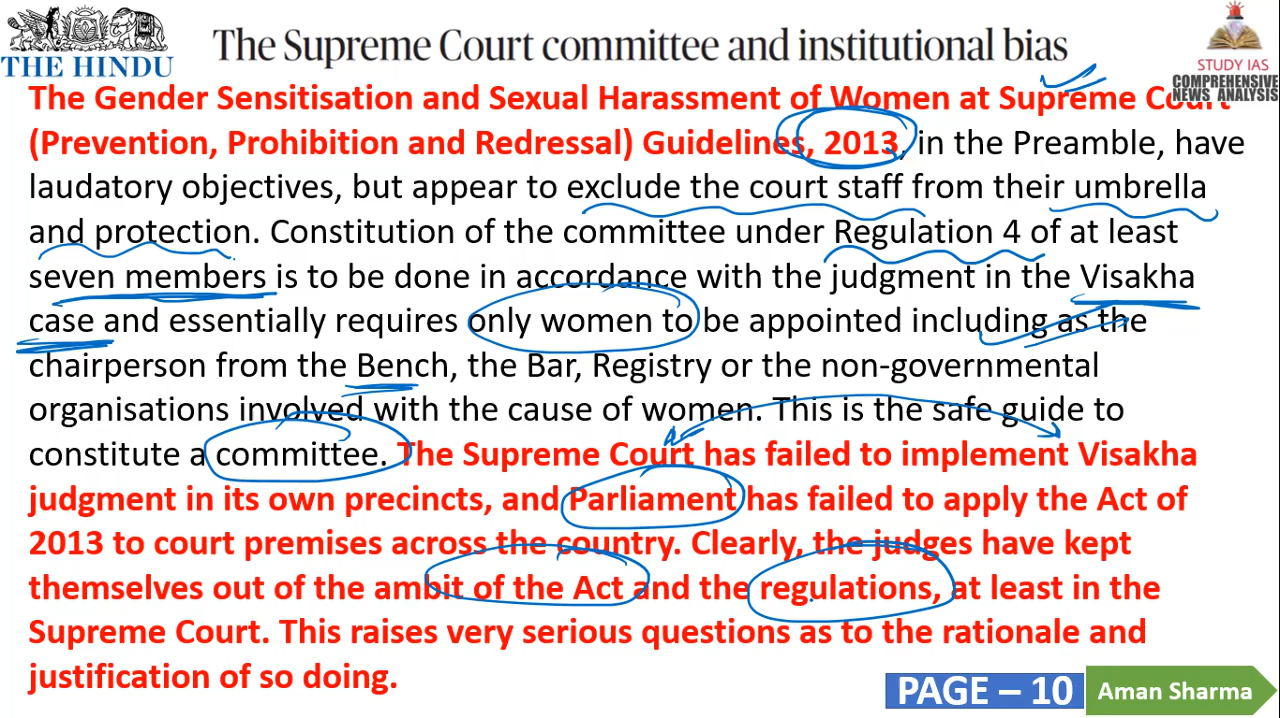 THE HINDU
The Supreme Court committee and institutional bias
STUDY IAS
COMPREHENSIVE
NEWS ANALYSIS
The Gender Sensitisation and Sexual Harassment of Women at Supreme Court
(Prevention, Prohibition and Redressal) Guidelines, 2013, in the Preamble, have
laudatory objectives, but appear to exclude the court staff from their umbrella
and protection. Constitution of the committee under Regulation 4 of at least
seven members is to be done in accordance with the judgment in the Visakha
case and essentially requires only women to be appointed including as the
chairperson from the Bench, the Bar, Registry or the non-governmental
organisations involved with the cause of women. This is the safe guide to
constitute a committee. The Supreme Court has failed to implement Visakha
judgment in its own precincts, and Parliament has failed to apply the Act of
2013 to court premises across the country. Clearly, the judges have kept
themselves out of the ambit of the Act and the regulations, at least in the
Supreme Court. This raises very serious questions as to the rationale and
justification of so doing.
PAGE – 10
Aman Sharma